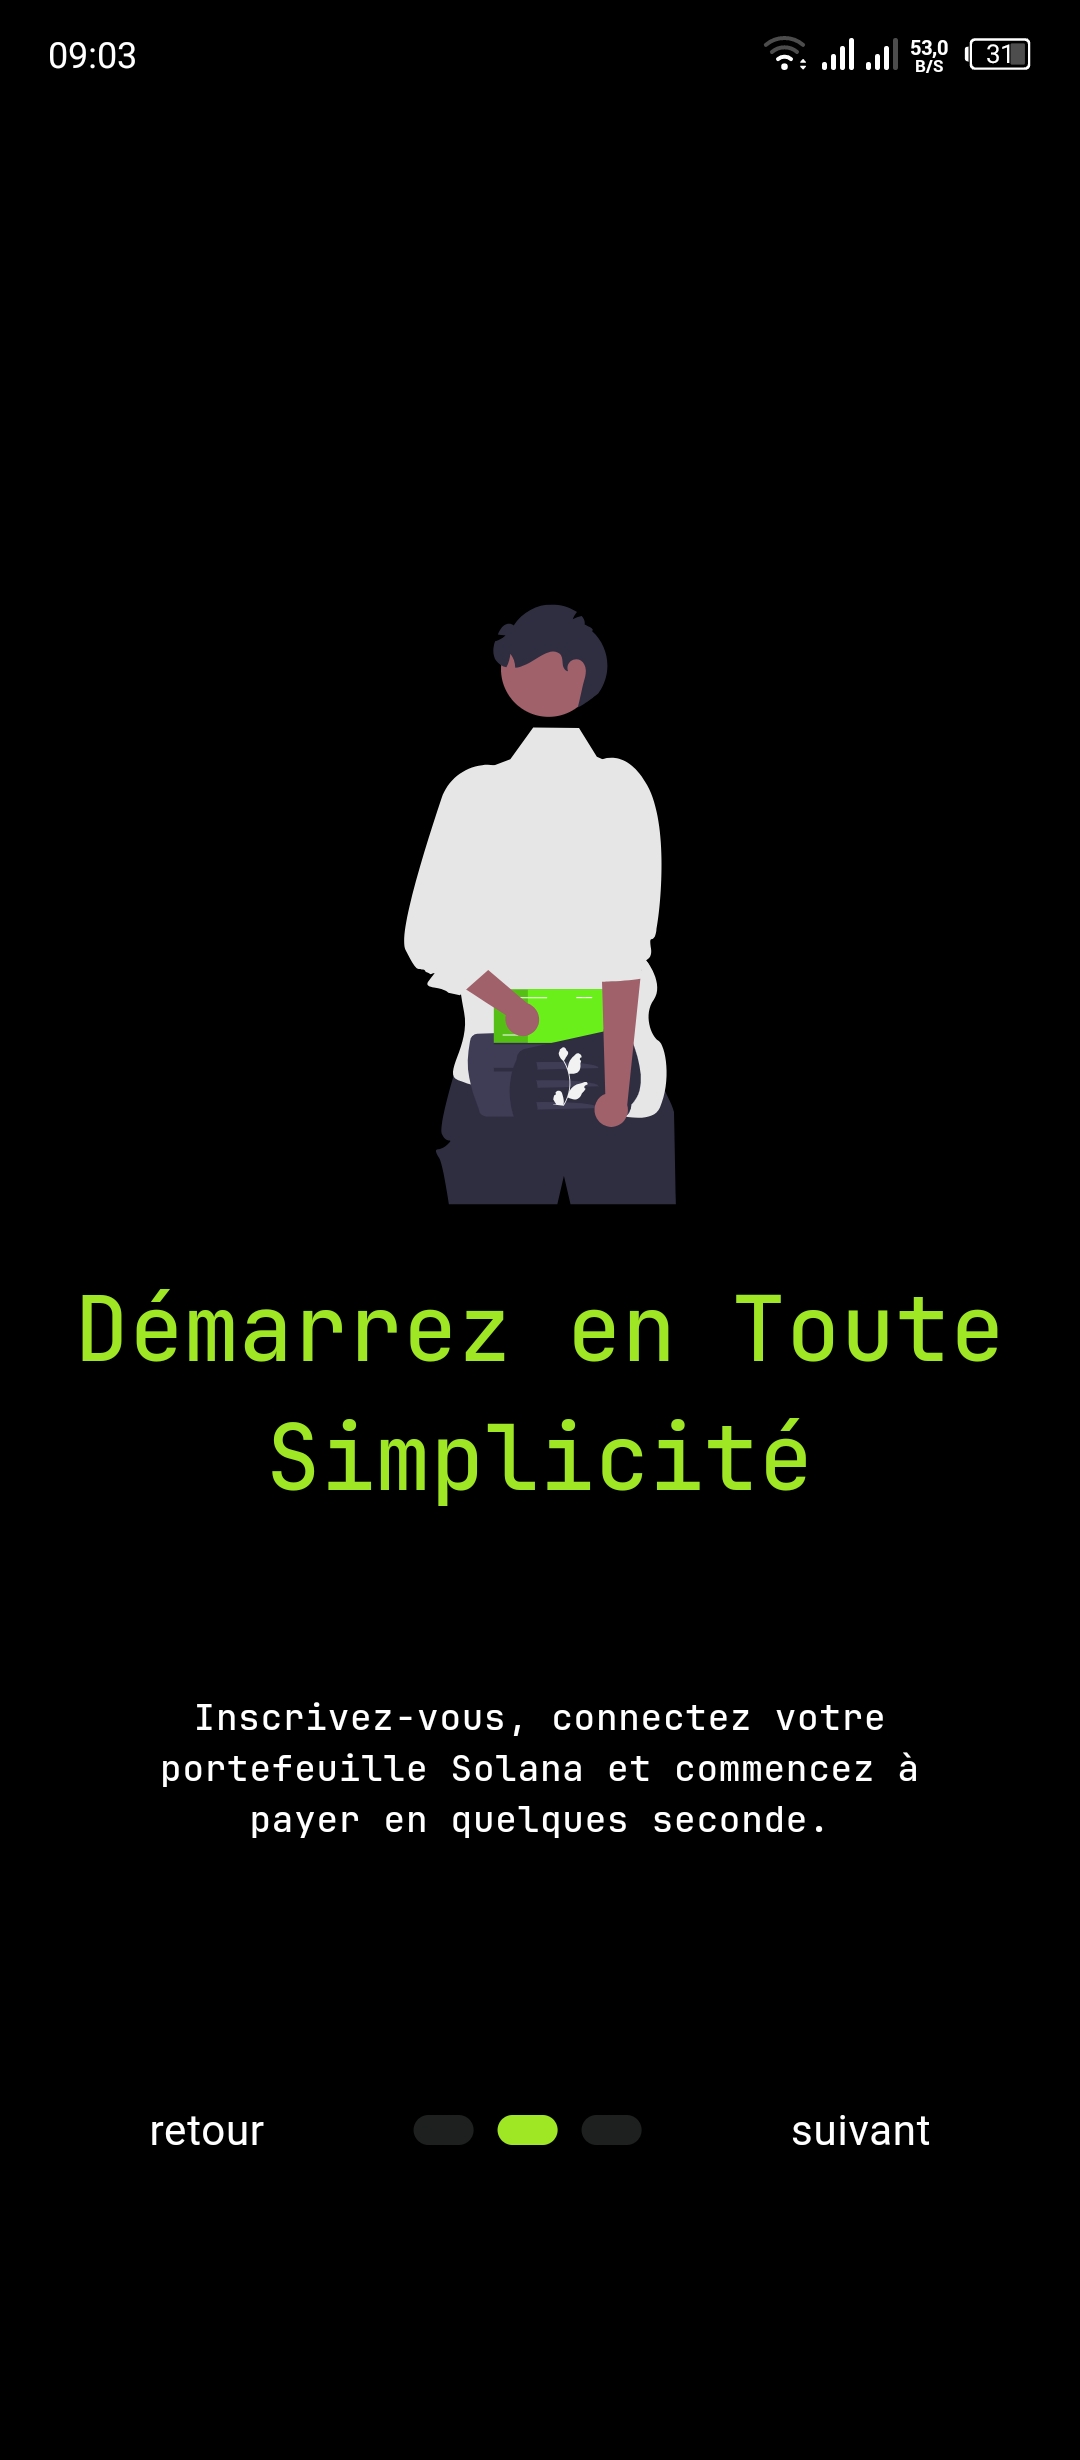 09:03
53,0
B/S
31
Démarrez en Toute
Simplicité
Inscrivez-vous, connectez votre
portefeuille Solana et commencez à
payer en quelques seconde.
retour
suivant